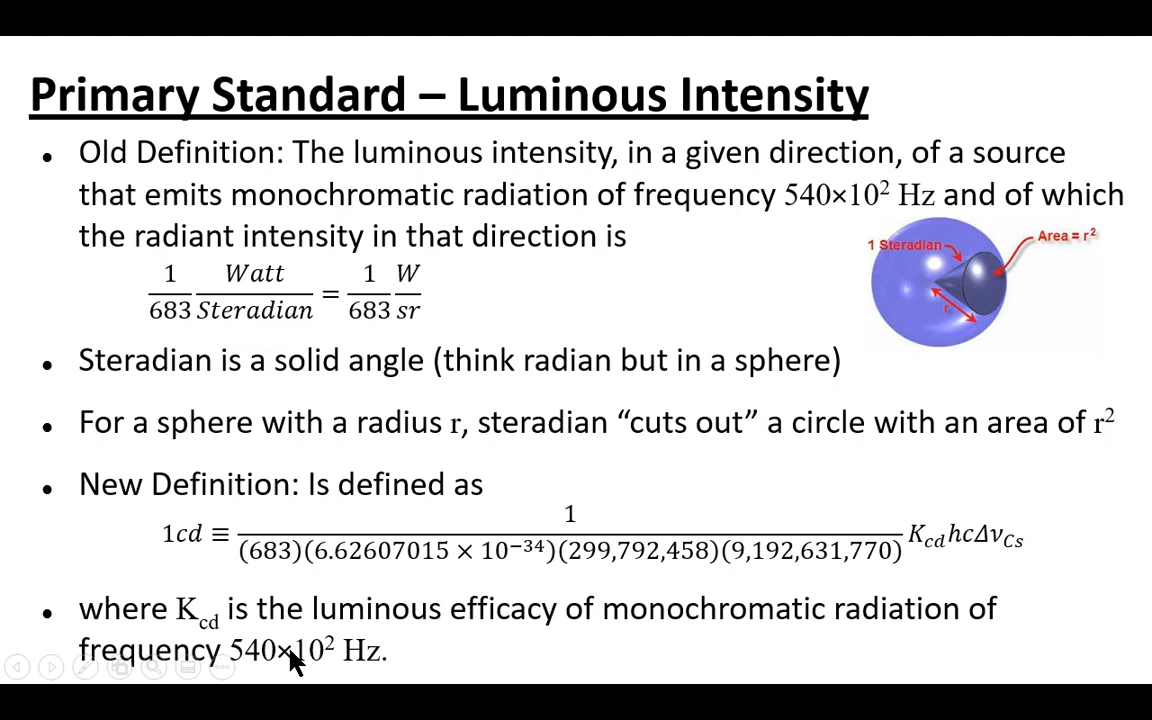 Primary Standard – Luminous Intensity
• Old Definition: The luminous intensity, in a given direction, of a source
that emits monochromatic radiation of frequency 540×10² Hz and of which
the radiant intensity in that direction is
1/683 Watt/Steradian = 1/683 W/sr
1 Steradian
Area = r²
r
• Steradian is a solid angle (think radian but in a sphere)
• For a sphere with a radius r, steradian “cuts out” a circle with an area of r²
• New Definition: Is defined as
1cd ≡ 1/((683)(6.62607015 × 10⁻³⁴)(299,792,458)(9,192,631,770)) K_cd hcΔν_Cs
• where K_cd is the luminous efficacy of monochromatic radiation of
frequency 540×10² Hz.